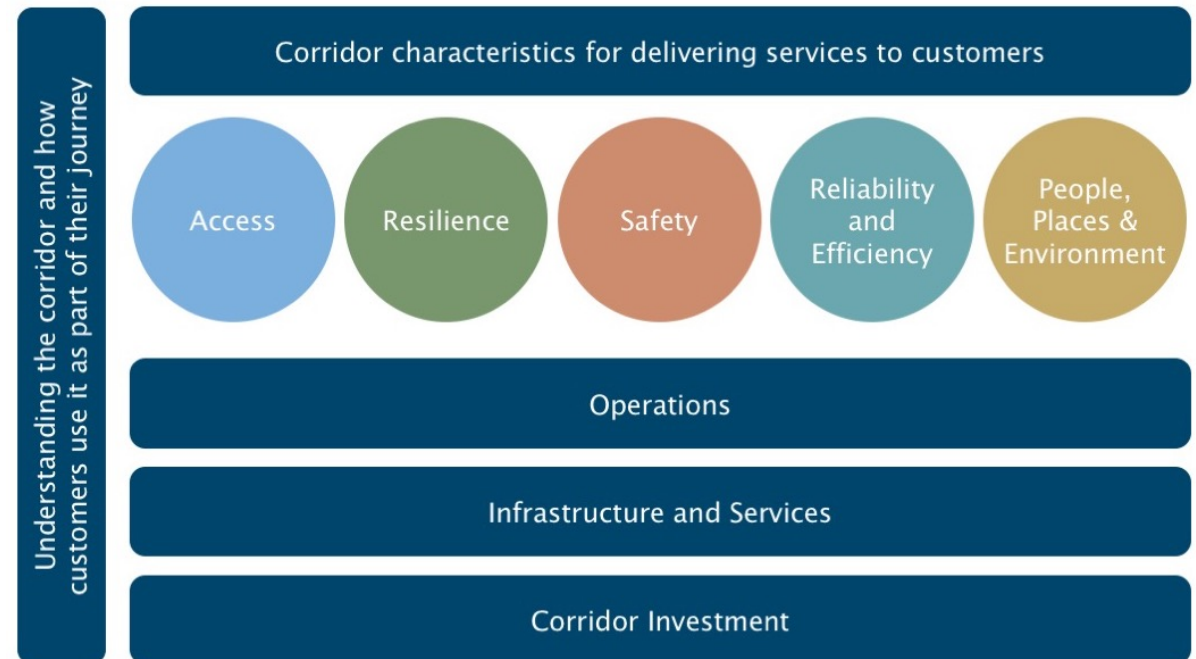 Understanding the corridor and how
customers use it as part of their journey
Corridor characteristics for delivering services to customers
Access
Resilience
Safety
Reliability
and
Efficiency
People,
Places &
Environment
Operations
Infrastructure and Services
Corridor Investment